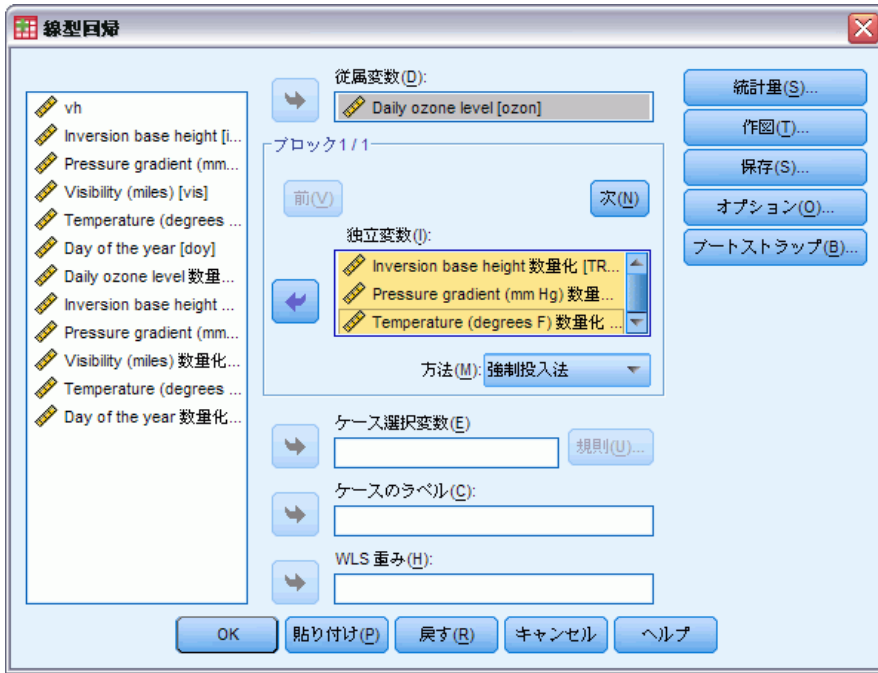 線型回帰
vh
Inversion base height [i...
Pressure gradient (mm...
Visibility (miles) [vis]
Temperature (degrees ...
Day of the year [doy]
Daily ozone level 数量...
Inversion base height ...
Pressure gradient (mm...
Visibility (miles) 数量化...
Temperature (degrees ...
Day of the year 数量化...
従属変数(D):
Daily ozone level [ozon]
ブロック1 / 1
前(V)
次(N)
独立変数(I):
Inversion base height 数量化 [TR...
Pressure gradient (mm Hg) 数量...
Temperature (degrees F) 数量化 ...
方法(M): 強制投入法
ケース選択変数(E)
規則(U)...
ケースのラベル(C):
WLS 重み(H):
統計量(S)...
作図(T)...
保存(S)...
オプション(O)...
ブートストラップ(B)...
OK
貼り付け(P)
戻す(R)
キャンセル
ヘルプ